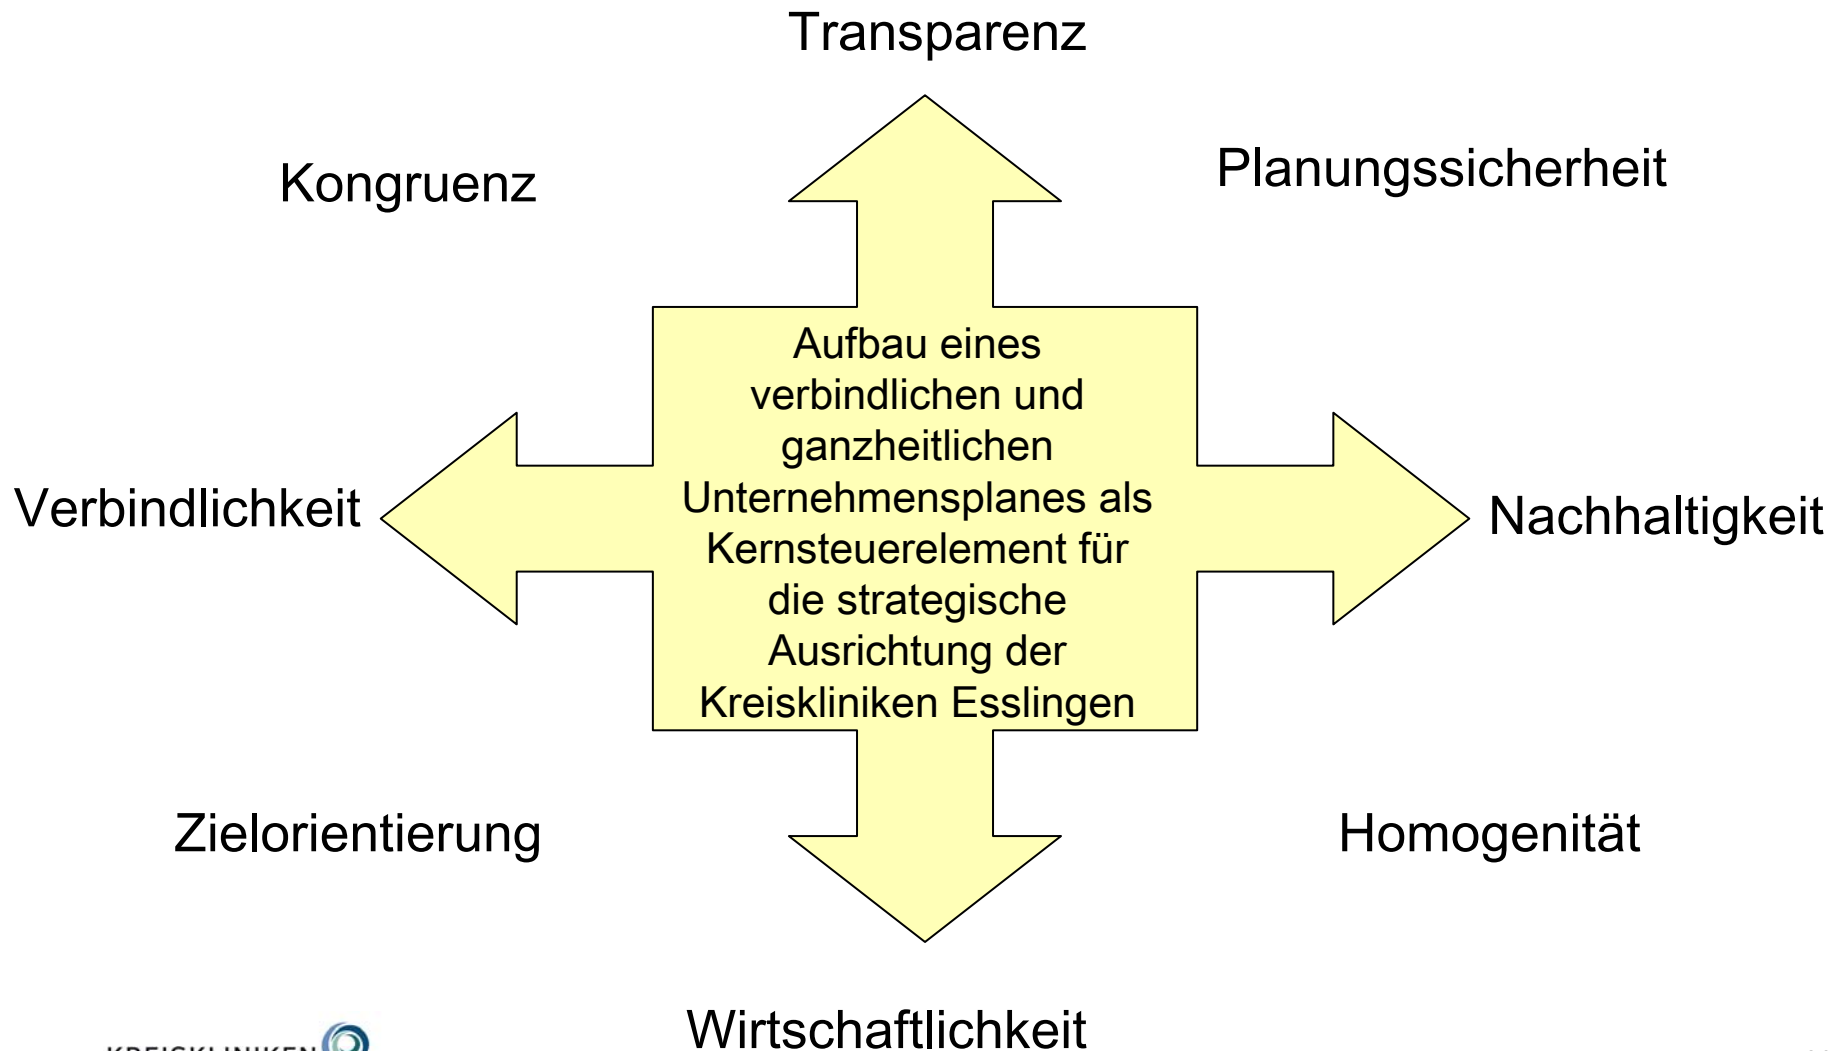 Transparenz
Kongruenz
Planungssicherheit
Aufbau eines
verbindlichen und
ganzheitlichen
Unternehmensplanes als
Kernsteuerelement für
die strategische
Ausrichtung der
Kreiskliniken Esslingen
Verbindlichkeit
Nachhaltigkeit
Zielorientierung
Homogenität
Wirtschaftlichkeit
KREISKLINIKEN